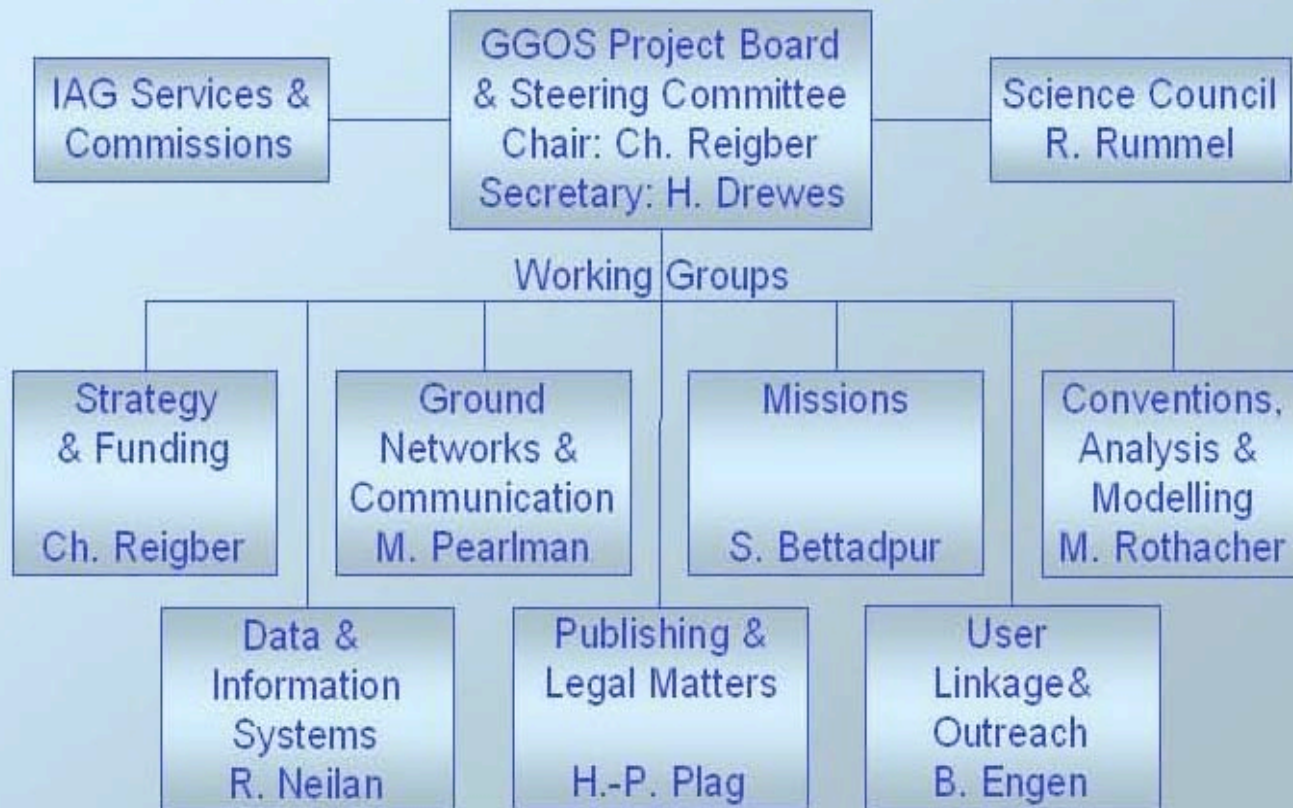 IAG Services &
Commissions
GGOS Project Board
& Steering Committee
Chair: Ch. Reigber
Secretary: H. Drewes
Science Council
R. Rummel
Working Groups
Strategy
& Funding
Ch. Reigber
Ground
Networks &
Communication
M. Pearlman
Missions
S. Bettadpur
Conventions,
Analysis &
Modelling
M. Rothacher
Data &
Information
Systems
R. Neilan
Publishing &
Legal Matters
H.-P. Plag
User
Linkage&
Outreach
B. Engen